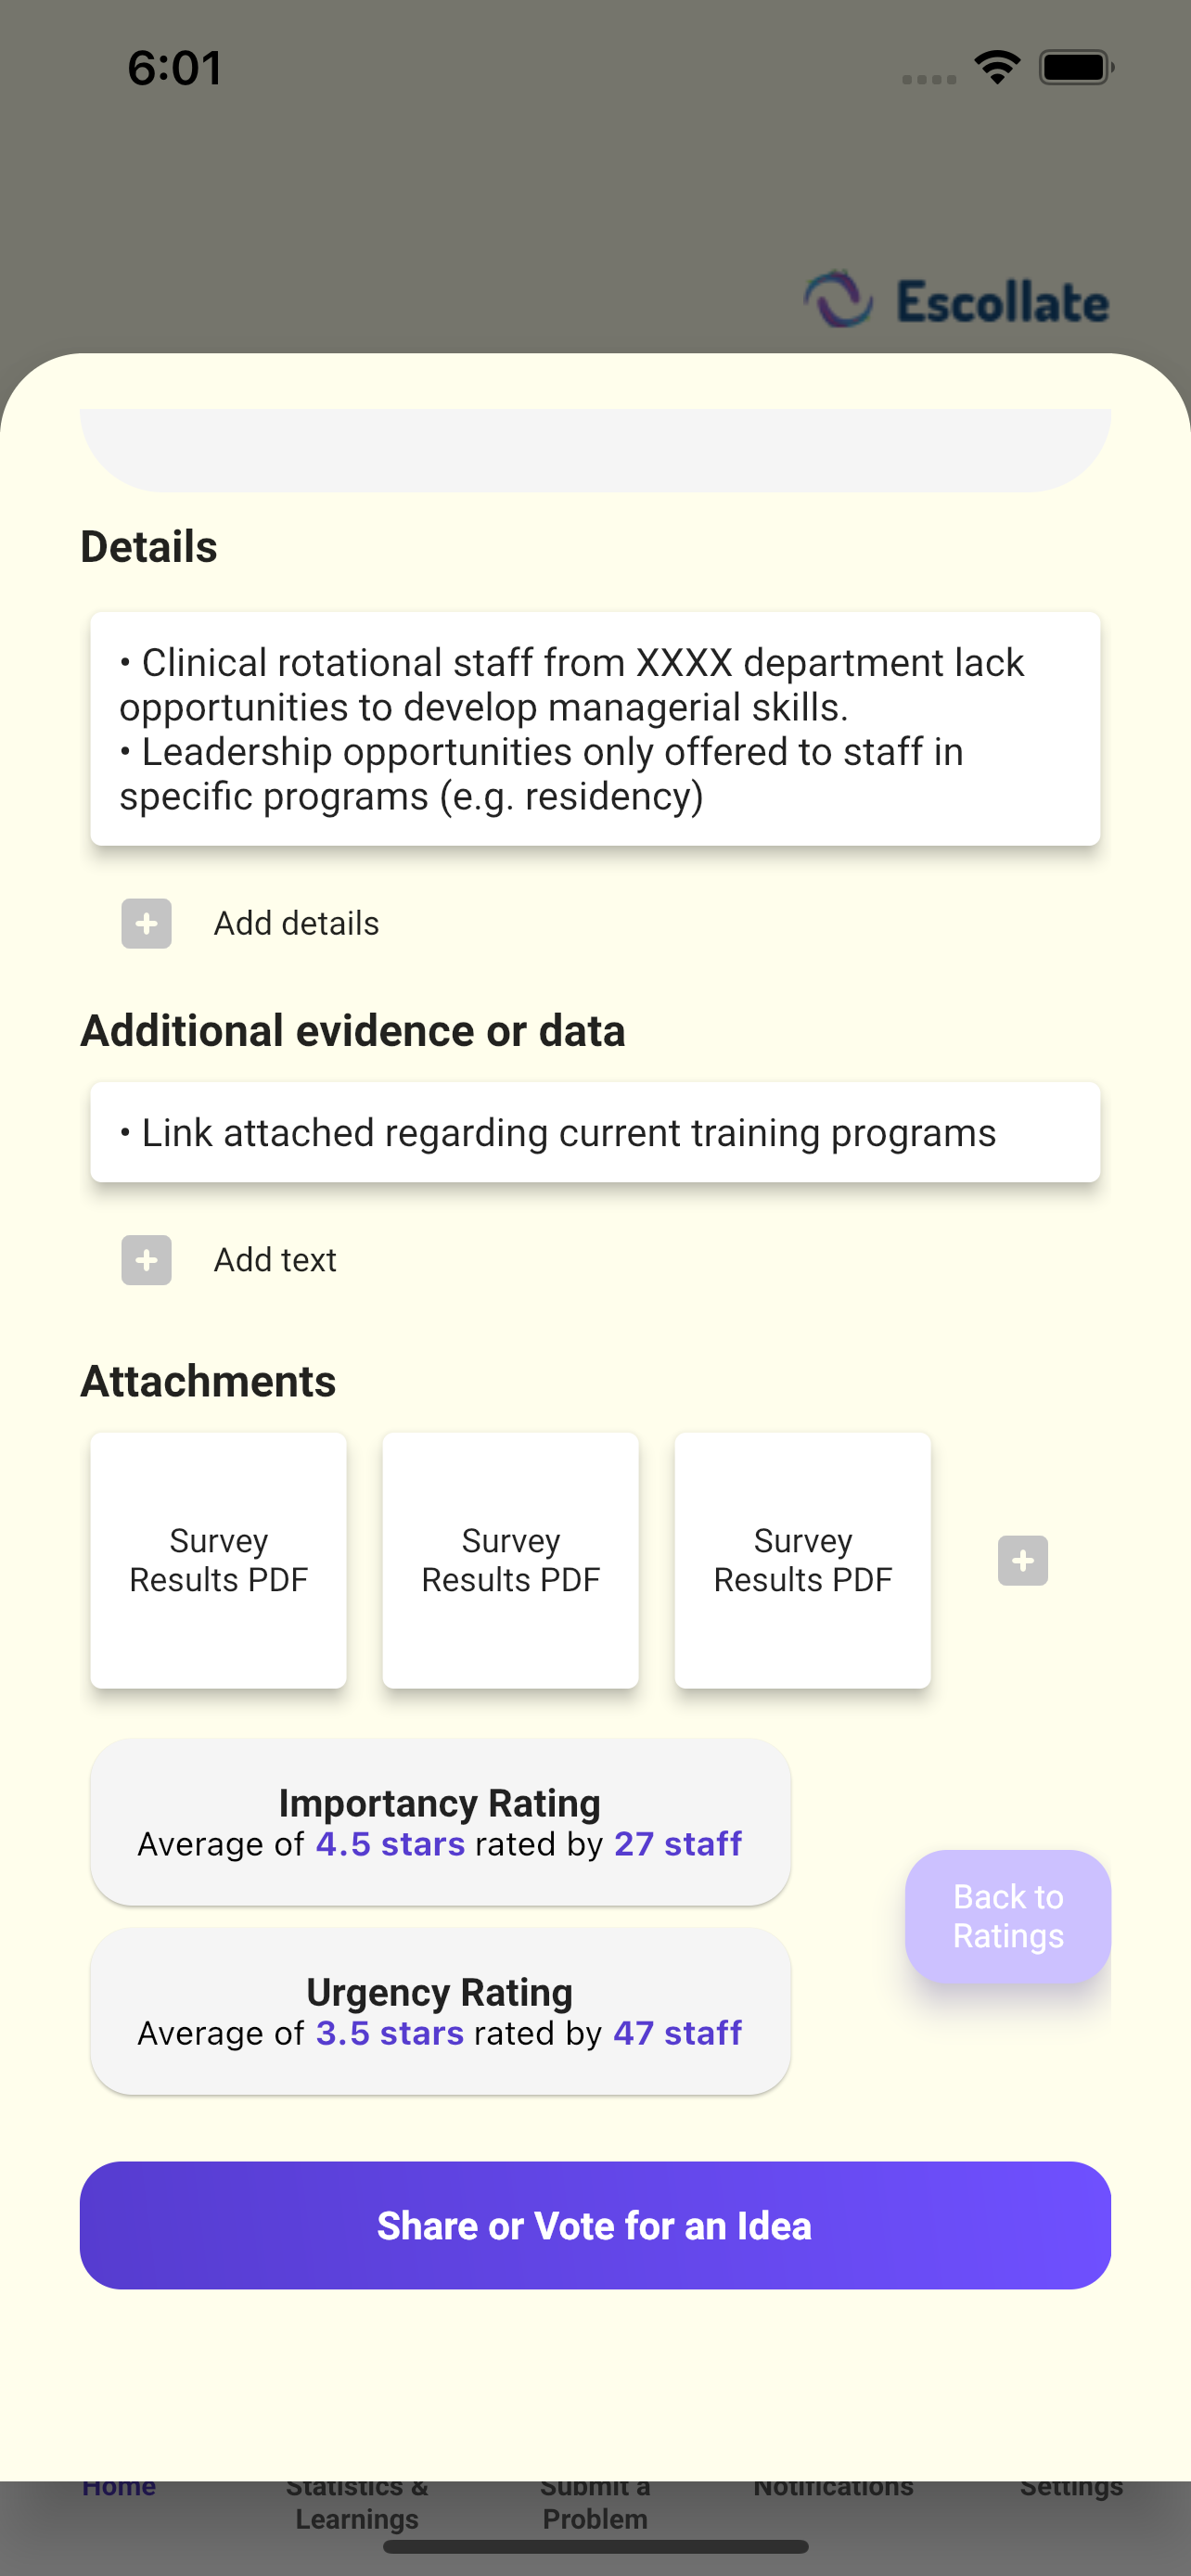 6:01
Escollate
Details
• Clinical rotational staff from XXXX department lack
opportunities to develop managerial skills.
• Leadership opportunities only offered to staff in
specific programs (e.g. residency)
Add details
Additional evidence or data
• Link attached regarding current training programs
Add text
Attachments
Survey
Results PDF
Survey
Results PDF
Survey
Results PDF
Importancy Rating
Average of 4.5 stars rated by 27 staff
Back to
Ratings
Urgency Rating
Average of 3.5 stars rated by 47 staff
Share or Vote for an Idea
Home
Statistics &
Learnings
Submit a
Problem
Notifications
Settings